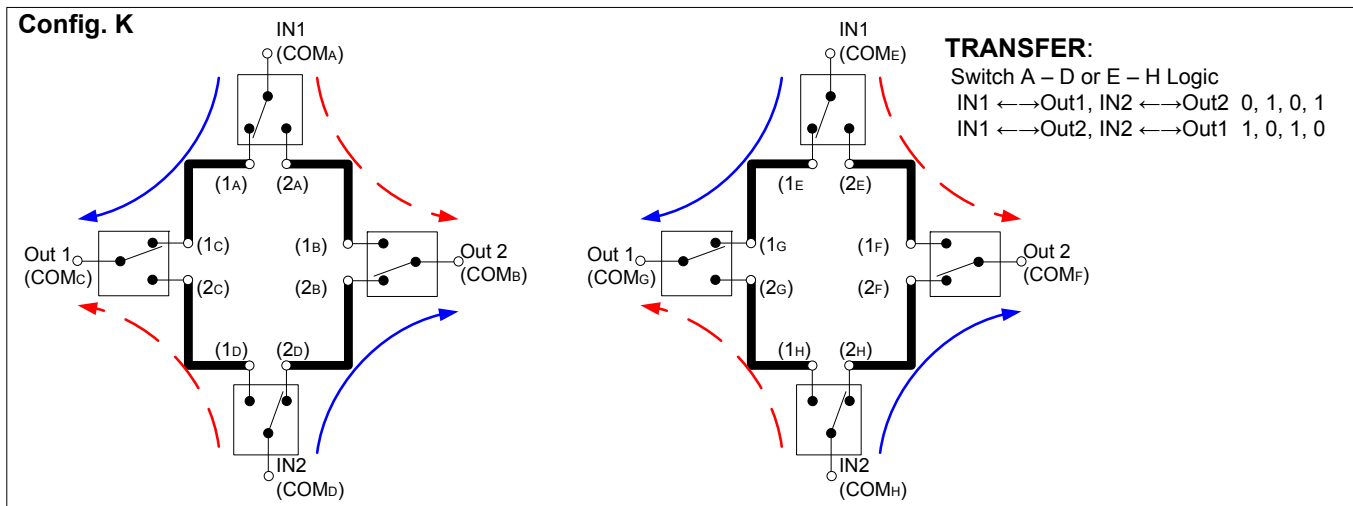 Config. K
IN1
(COMA)
(1A) (2A)
Out 1
(COMC)
(1C)
(2C)
(1B)
(2B)
Out 2
(COMB)
(1D) (2D)
IN2
(COMD)
IN1
(COME)
(1E) (2E)
Out 1
(COMG)
(1G)
(2G)
(1F)
(2F)
Out 2
(COMF)
(1H) (2H)
IN2
(COMH)
TRANSFER:
Switch A – D or E – H Logic
IN1 ←→Out1, IN2 ←→Out2 0, 1, 0, 1
IN1 ←→Out2, IN2 ←→Out1 1, 0, 1, 0